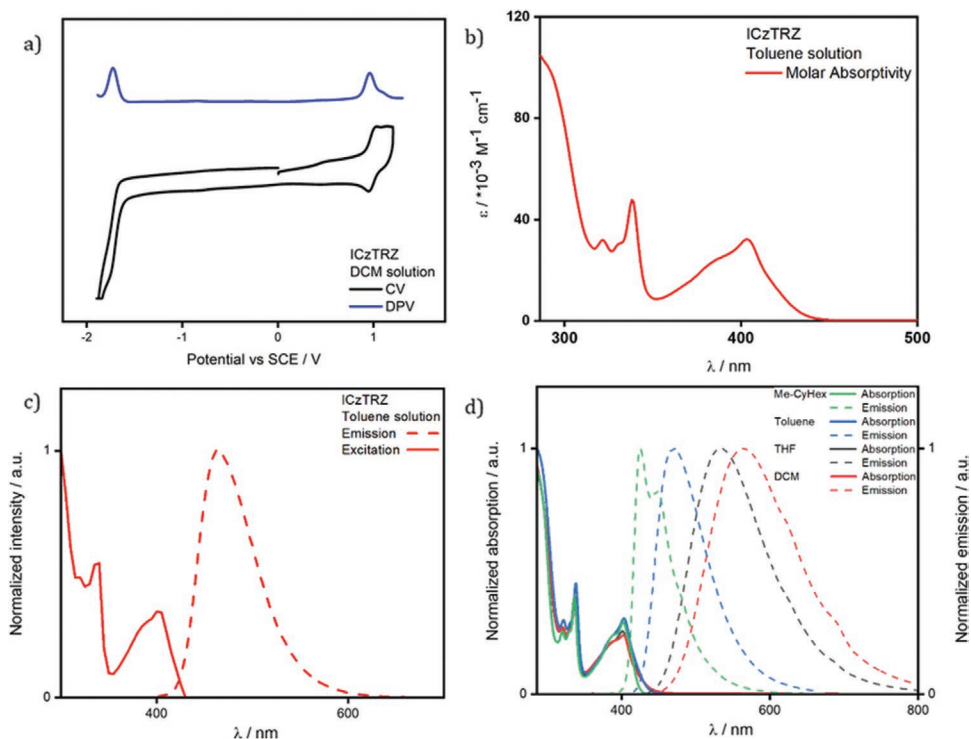 a)
ICzTRZ
DCM solution
CV
DPV
-2 -1 0 1
Potential vs SCE / V
b)
ICzTRZ
Toluene solution
Molar Absorptivity
ε / *10⁻³ M⁻¹ cm⁻¹
120
80
40
0
300 400 500
λ / nm
c)
ICzTRZ
Toluene solution
Emission
Excitation
Normalized intensity / a.u.
1
0
400 600
λ / nm
d)
Me-CyHex Absorption
Emission
Toluene Absorption
Emission
THF Absorption
Emission
DCM Absorption
Emission
Normalized absorption / a.u.
1
0
400 600 800
λ / nm
1
0
Normalized emission / a.u.